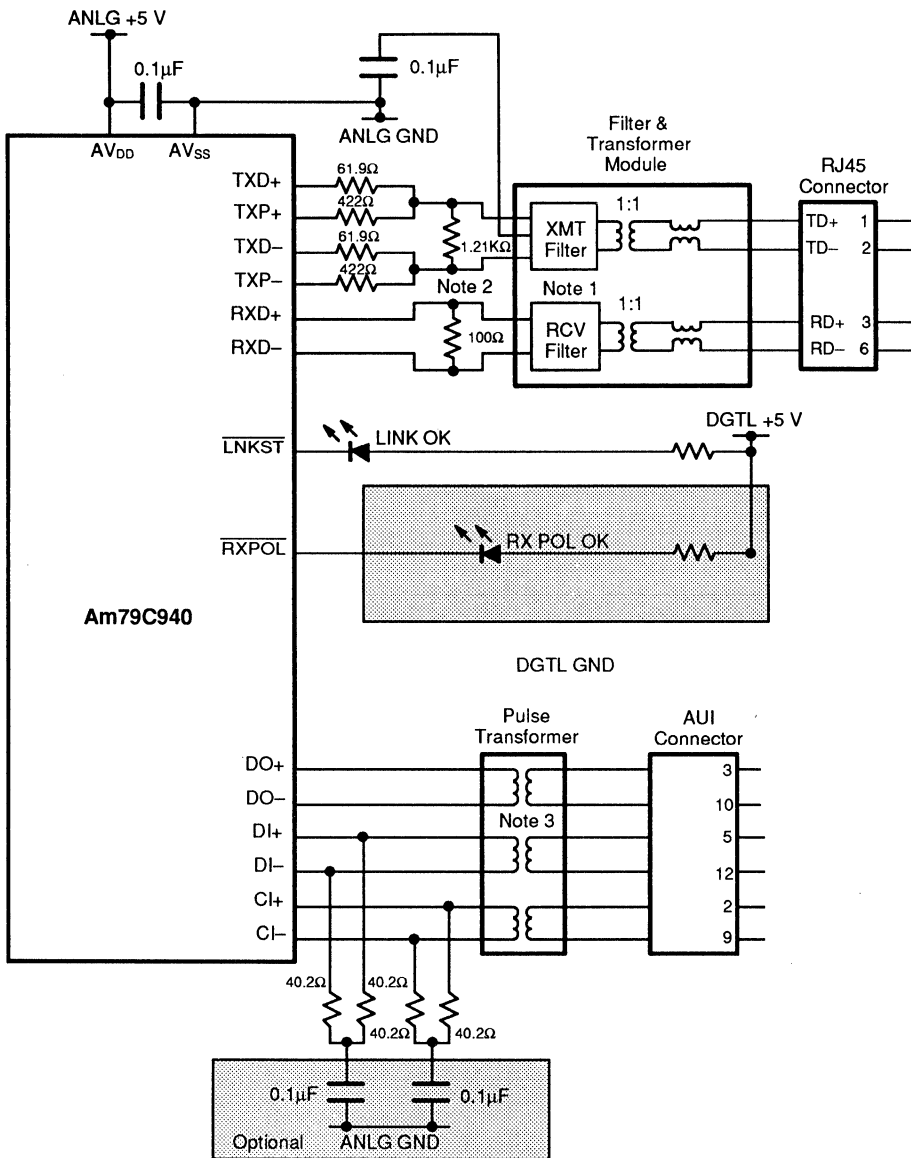 ANLG +5 V
0.1µF
0.1µF
ANLG GND
AVDD
AVSS
Filter &
Transformer
Module
RJ45
Connector
TXD+
61.9Ω
TXP+
422Ω
TXD–
61.9Ω
TXP–
422Ω
1.21KΩ
Note 2
RXD+
RXD–
100Ω
XMT
Filter
1:1
Note 1
RCV
Filter
1:1
TD+ 1
TD– 2
RD+ 3
RD– 6
DGTL +5 V
LNKST
LINK OK
RXPOL
RX POL OK
Am79C940
DGTL GND
Pulse
Transformer
AUI
Connector
DO+
DO–
DI+
DI–
CI+
CI–
Note 3
3
10
5
12
2
9
40.2Ω
40.2Ω
40.2Ω
40.2Ω
0.1µF
0.1µF
Optional
ANLG GND